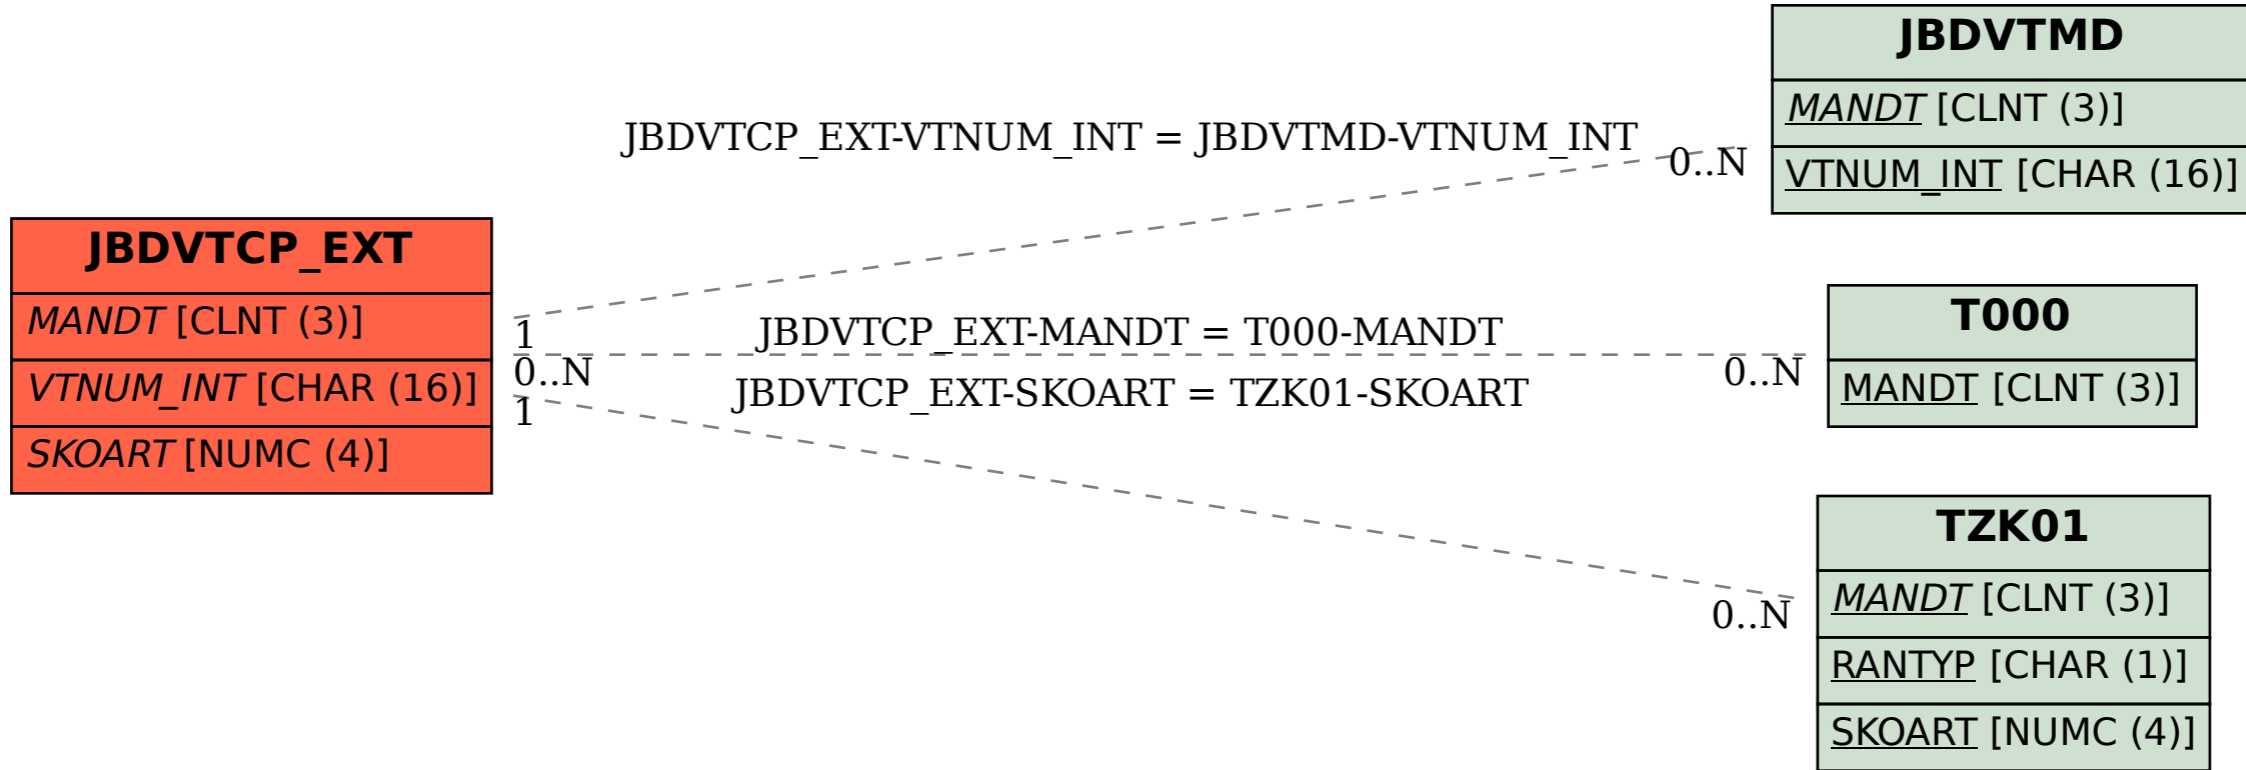 JBDVTMD
MANDT [CLNT (3)]
VTNUM_INT [CHAR (16)]
JBDVTCP_EXT-VTNUM_INT = JBDVTMD-VTNUM_INT
0..N
JBDVTCP_EXT
MANDT [CLNT (3)]
VTNUM_INT [CHAR (16)]
SKOART [NUMC (4)]
1
JBDVTCP_EXT-MANDT = T000-MANDT
0..N
0..N
1
JBDVTCP_EXT-SKOART = TZK01-SKOART
0..N
T000
MANDT [CLNT (3)]
TZK01
MANDT [CLNT (3)]
RANTYP [CHAR (1)]
SKOART [NUMC (4)]